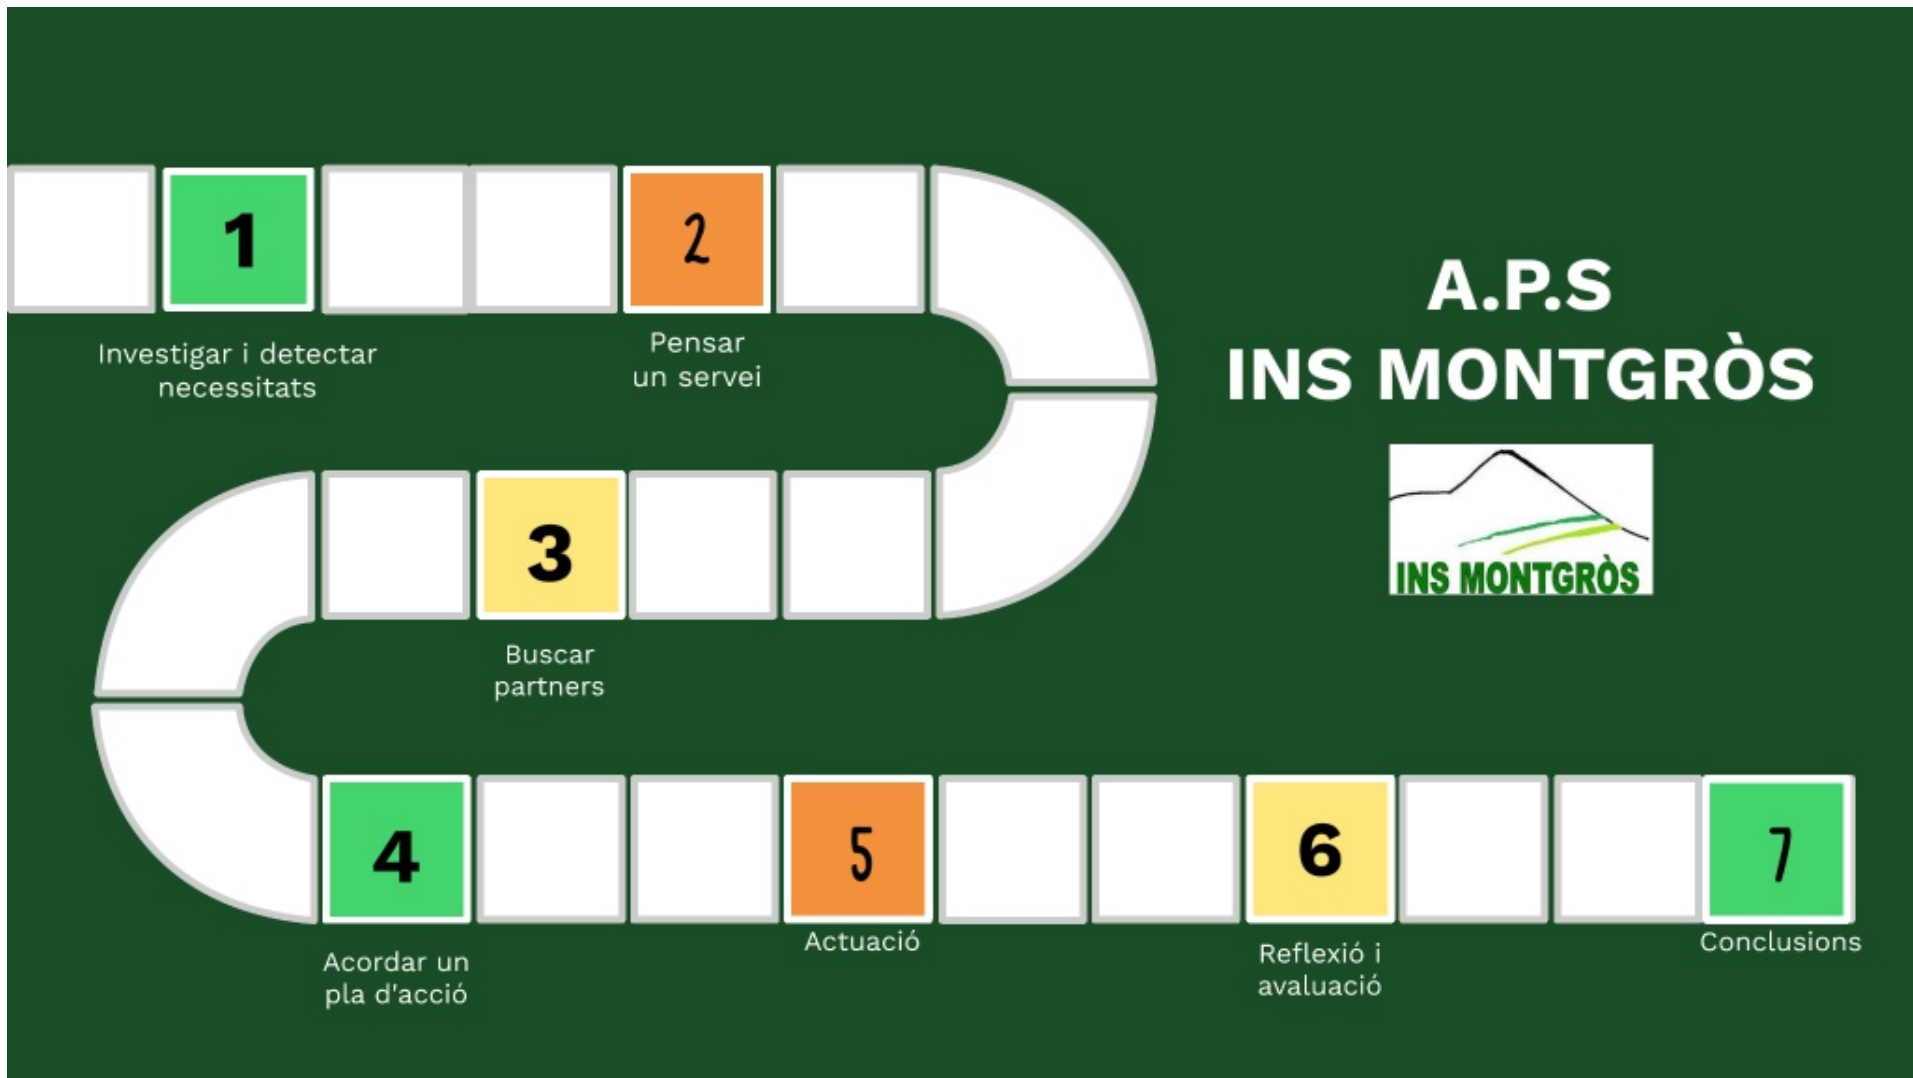 1
2
Investigar i detectar
necessitats
Pensar
un servei
A.P.S
INS MONTGRÒS
INS MONTGRÒS
3
Buscar
partners
4
5
6
7
Acordar un
pla d'acció
Actuació
Reflexió i
avaluació
Conclusions